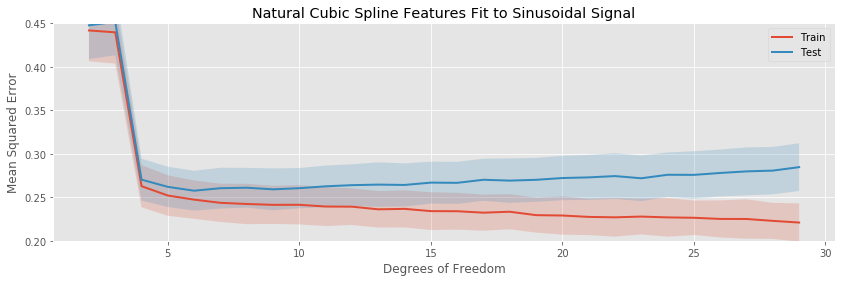 Natural Cubic Spline Features Fit to Sinusoidal Signal
Train
Test
Mean Squared Error
0.45
0.40
0.35
0.30
0.25
0.20
5
10
15
20
25
30
Degrees of Freedom